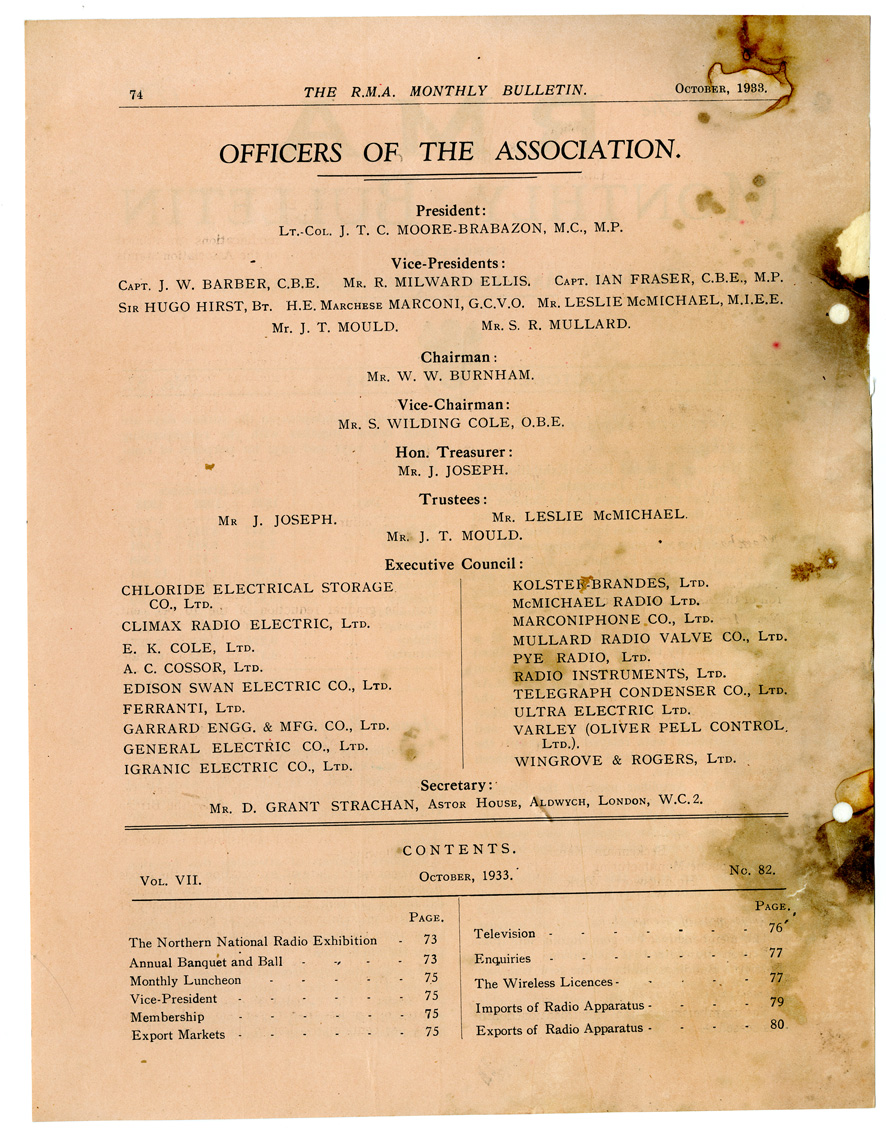 74 THE R.M.A. MONTHLY BULLETIN. OCTOBER, 1933.
OFFICERS OF THE ASSOCIATION.
President:
LT.-COL. J. T. C. MOORE-BRABAZON, M.C., M.P.
Vice-Presidents:
CAPT. J. W. BARBER, C.B.E. MR. R. MILWARD ELLIS. CAPT. IAN FRASER, C.B.E., M.P.
SIR HUGO HIRST, BT. H.E. MARCHESE MARCONI, G.C.V.O. MR. LESLIE McMICHAEL, M.I.E.E.
Mr. J. T. MOULD. MR. S. R. MULLARD.
Chairman:
MR. W. W. BURNHAM.
Vice-Chairman:
MR. S. WILDING COLE, O.B.E.
Hon. Treasurer:
MR. J. JOSEPH.
Trustees:
MR J. JOSEPH. MR. LESLIE McMICHAEL.
MR. J. T. MOULD.
Executive Council:
CHLORIDE ELECTRICAL STORAGE
CO., LTD.
CLIMAX RADIO ELECTRIC, LTD.
E. K. COLE, LTD.
A. C. COSSOR, LTD.
EDISON SWAN ELECTRIC CO., LTD.
FERRANTI, LTD.
GARRARD ENGG. & MFG. CO., LTD.
GENERAL ELECTRIC CO., LTD.
IGRANIC ELECTRIC CO., LTD.
KOLSTER-BRANDES, LTD.
McMICHAEL RADIO LTD.
MARCONIPHONE CO., LTD.
MULLARD RADIO VALVE CO., LTD.
PYE RADIO, LTD.
RADIO INSTRUMENTS, LTD.
TELEGRAPH CONDENSER CO., LTD.
ULTRA ELECTRIC LTD.
VARLEY (OLIVER PELL CONTROL.
LTD.).
WINGROVE & ROGERS, LTD.
Secretary:
MR. D. GRANT STRACHAN, ASTOR HOUSE, ALDWYCH, LONDON, W.C.2.
CONTENTS.
VOL. VII. OCTOBER, 1933. No. 82.
PAGE.
The Northern National Radio Exhibition - 73
Annual Banquet and Ball - - - - 73
Monthly Luncheon - - - - - 75
Vice-President - - - - - - 75
Membership - - - - - - 75
Export Markets - - - - - - 75
PAGE.
Television - - - - - - - 76
Enquiries - - - - - - - 77
The Wireless Licences - - - - - 77
Imports of Radio Apparatus - - - - 79
Exports of Radio Apparatus - - - - 80